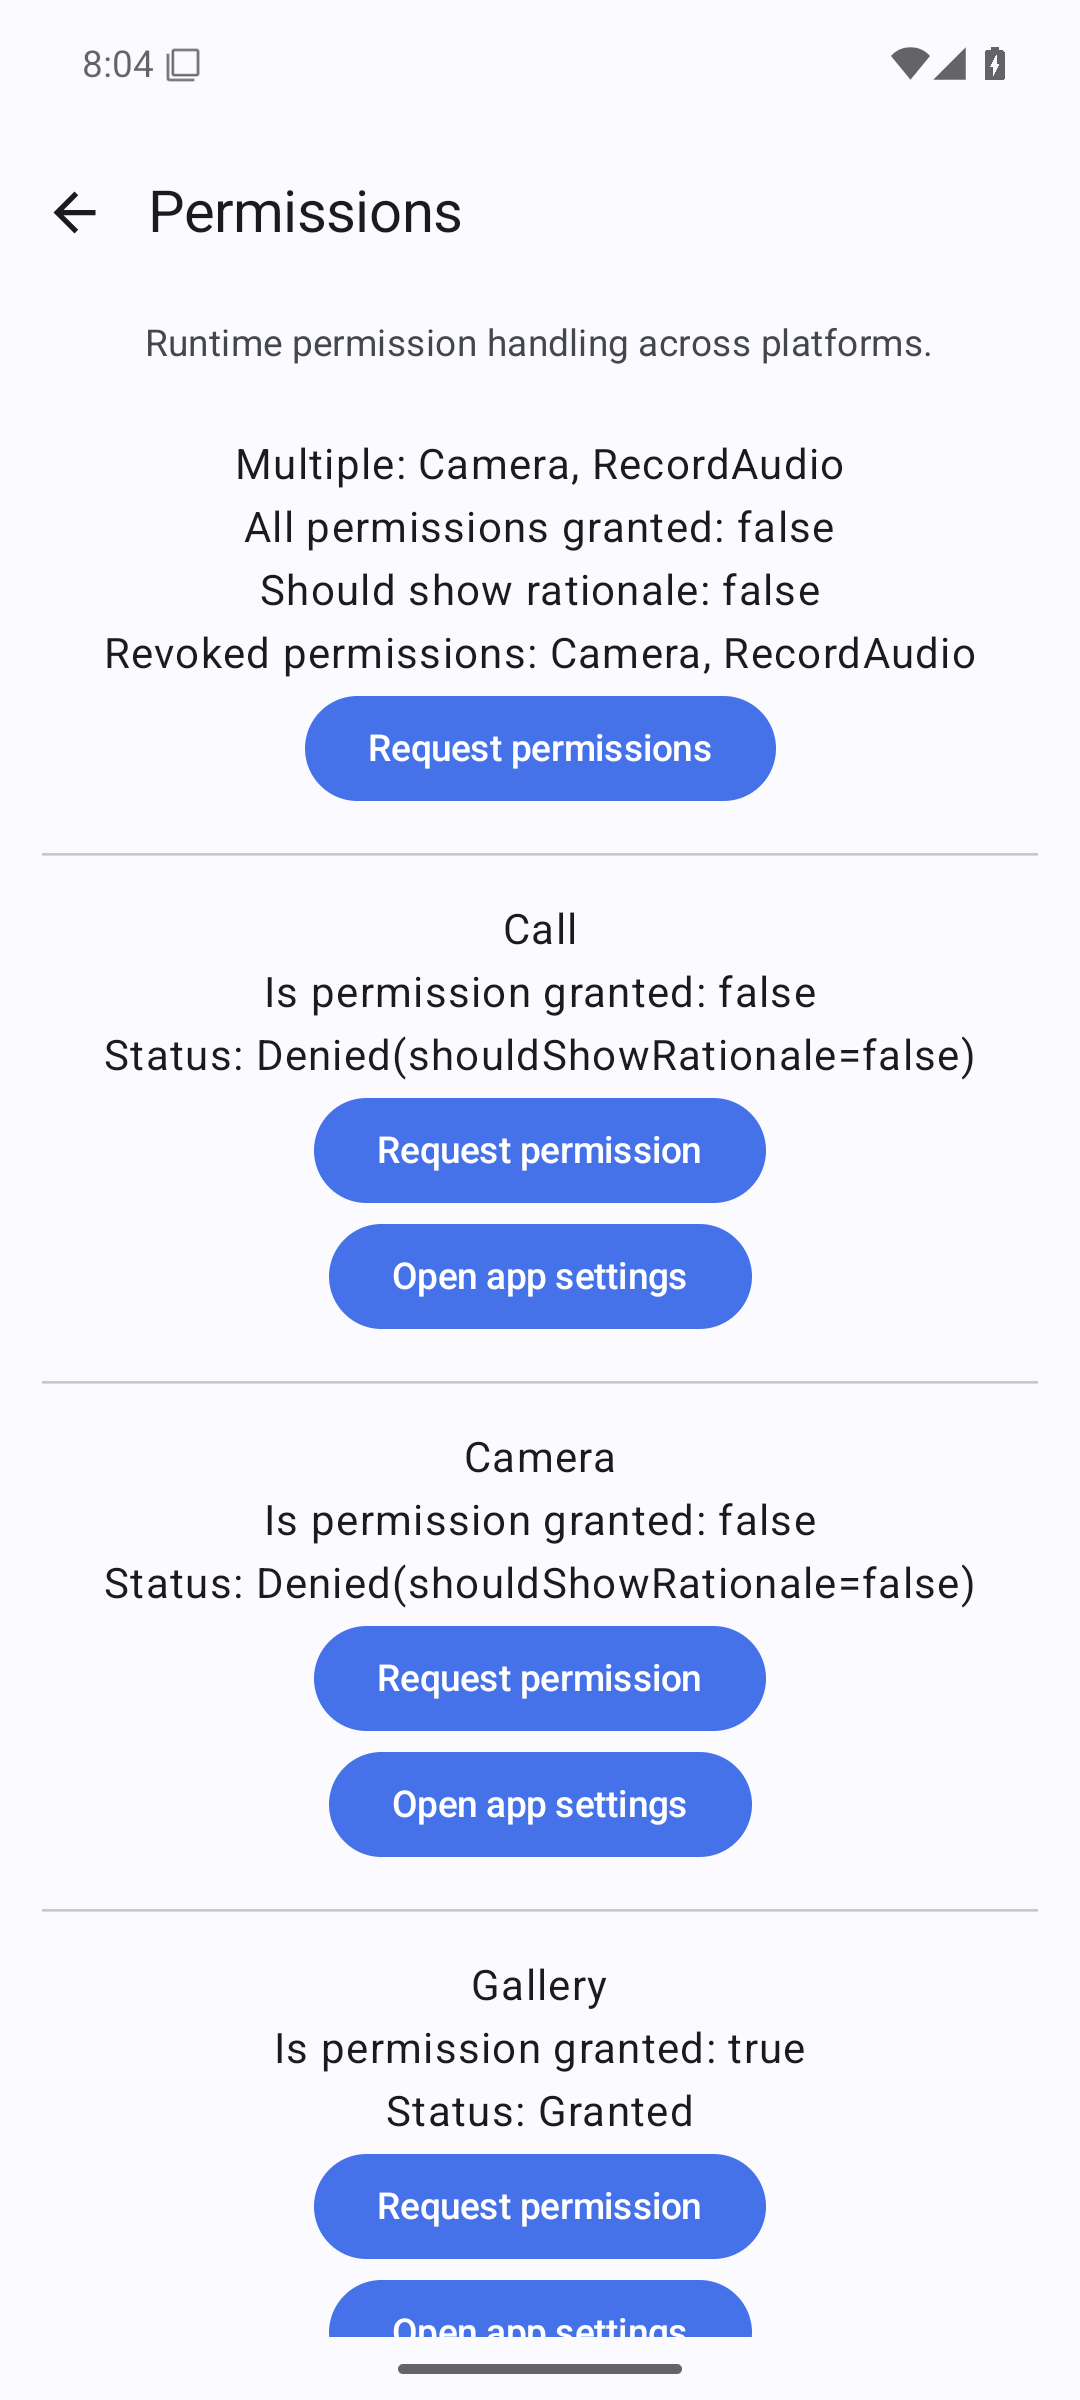 8:04
Permissions
Runtime permission handling across platforms.
Multiple: Camera, RecordAudio
All permissions granted: false
Should show rationale: false
Revoked permissions: Camera, RecordAudio
Request permissions
Call
Is permission granted: false
Status: Denied(shouldShowRationale=false)
Request permission
Open app settings
Camera
Is permission granted: false
Status: Denied(shouldShowRationale=false)
Request permission
Open app settings
Gallery
Is permission granted: true
Status: Granted
Request permission
Open app settings